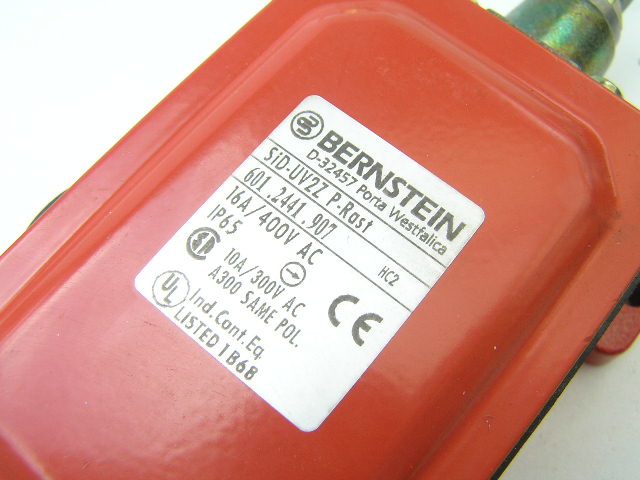 BERNSTEIN
D-32457 Porta Westfalica
SiD-UV2Z P-Rast
601.2441.907
HC2
16A/400V AC
IP65
10A/300V AC
A300 SAME POL.
CE
UL
Ind.Cont.Eq.
LISTED 1B68